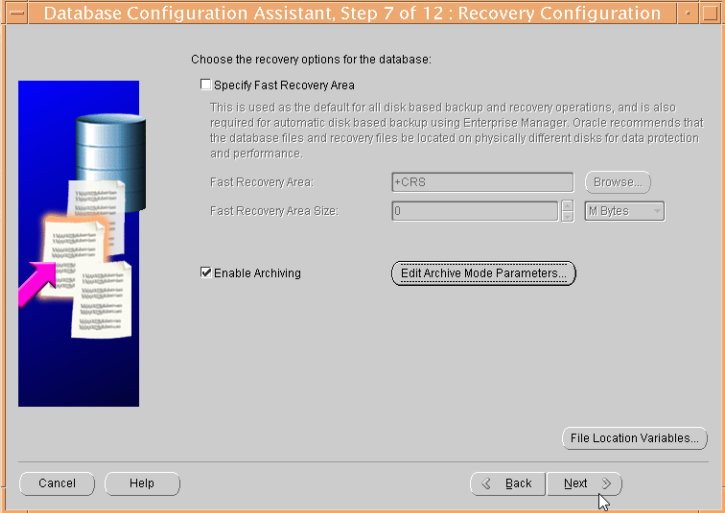 Database Configuration Assistant, Step 7 of 12 : Recovery Configuration
Choose the recovery options for the database:
Specify Fast Recovery Area
This is used as the default for all disk based backup and recovery operations, and is also
required for automatic disk based backup using Enterprise Manager. Oracle recommends that
the database files and recovery files be located on physically different disks for data protection
and performance.
Fast Recovery Area: +CRS Browse...
Fast Recovery Area Size: 0 M Bytes
Enable Archiving Edit Archive Mode Parameters...
File Location Variables...
Cancel Help Back Next